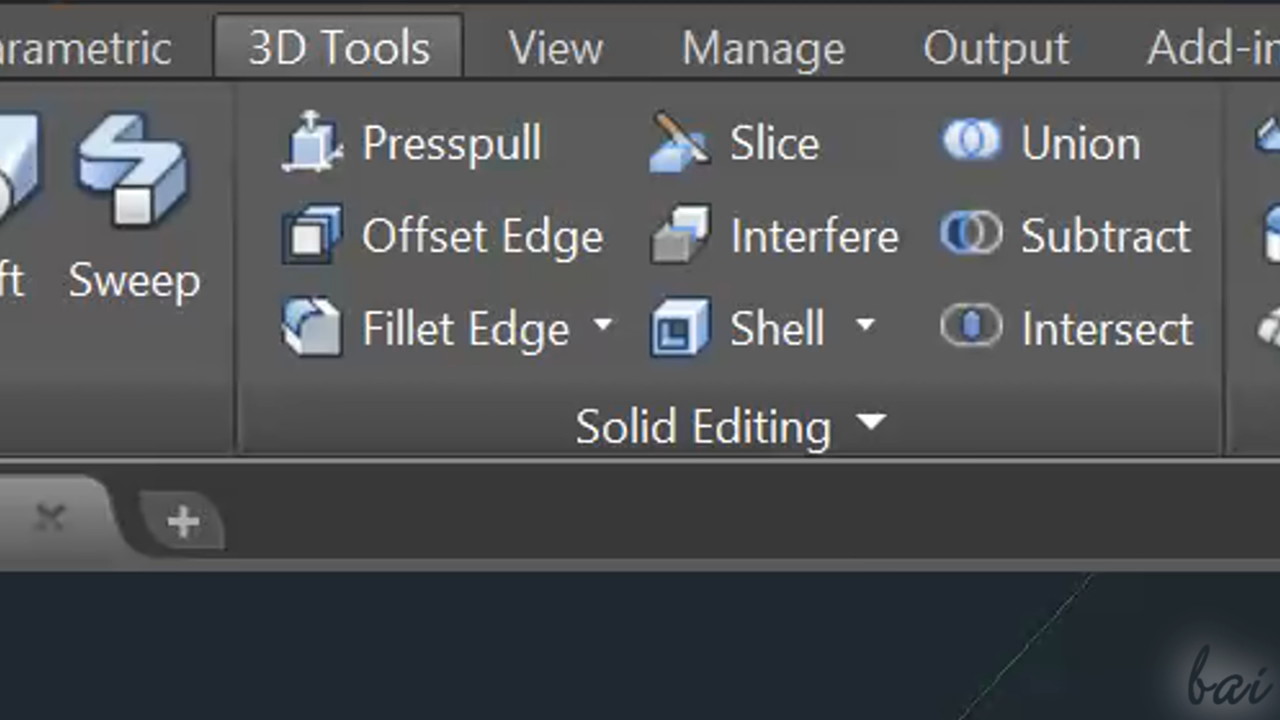 3D Tools View Manage Output
Presspull Slice Union
Offset Edge Interfere Subtract
Sweep
Fillet Edge Shell Intersect
Solid Editing
bai